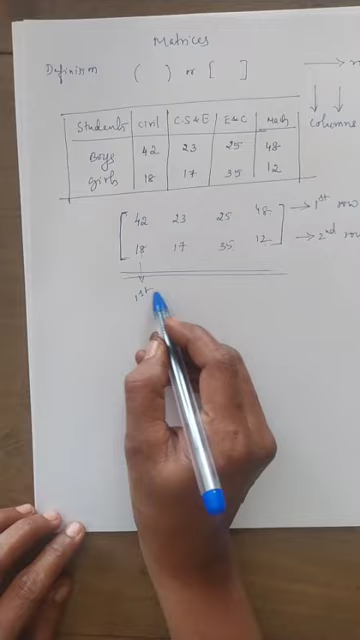 Matrices
Definition ( ) or [ ]
Students Civil C.S&E E&C Mech
Columns
Boys 42 23 25 48
Girls 18 17 35 12
42 23 25 48 → 1st row
18 17 35 12 → 2nd row
1st